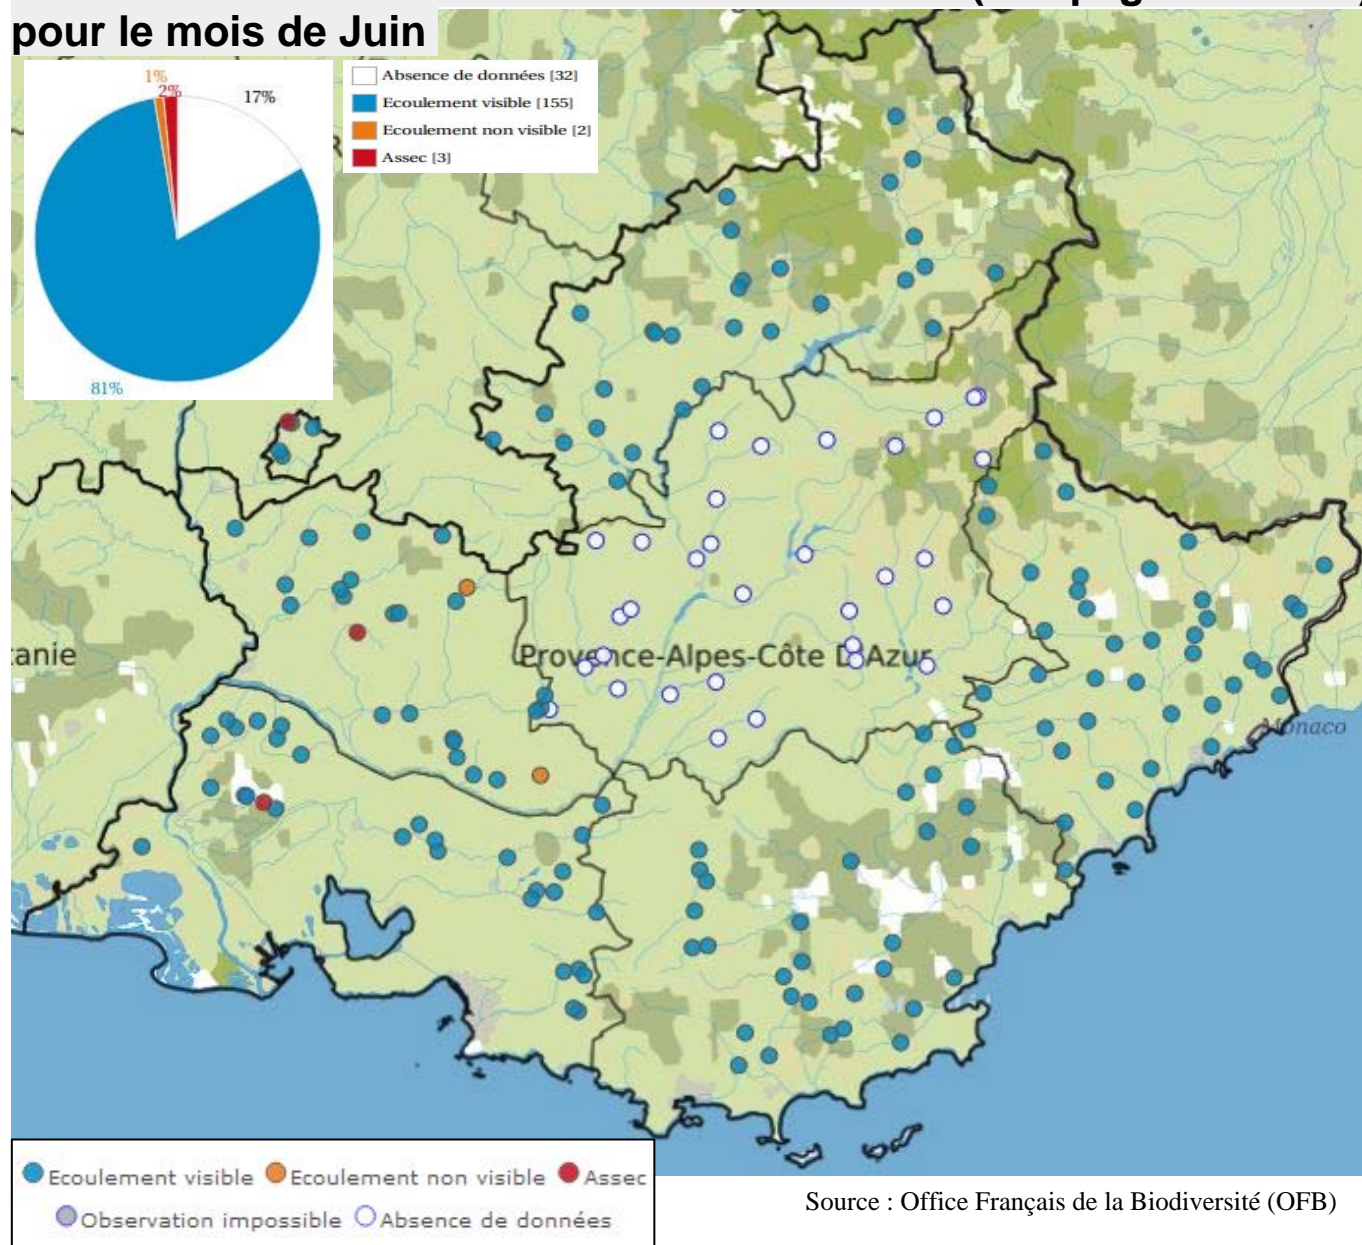 pour le mois de Juin
1%
2%
17%
81%
Absence de données [32]
Ecoulement visible [155]
Ecoulement non visible [2]
Assec [3]
anie
Provence-Alpes-Côte D'Azur
Monaco
Ecoulement visible Ecoulement non visible Assec
Observation impossible Absence de données
Source : Office Français de la Biodiversité (OFB)